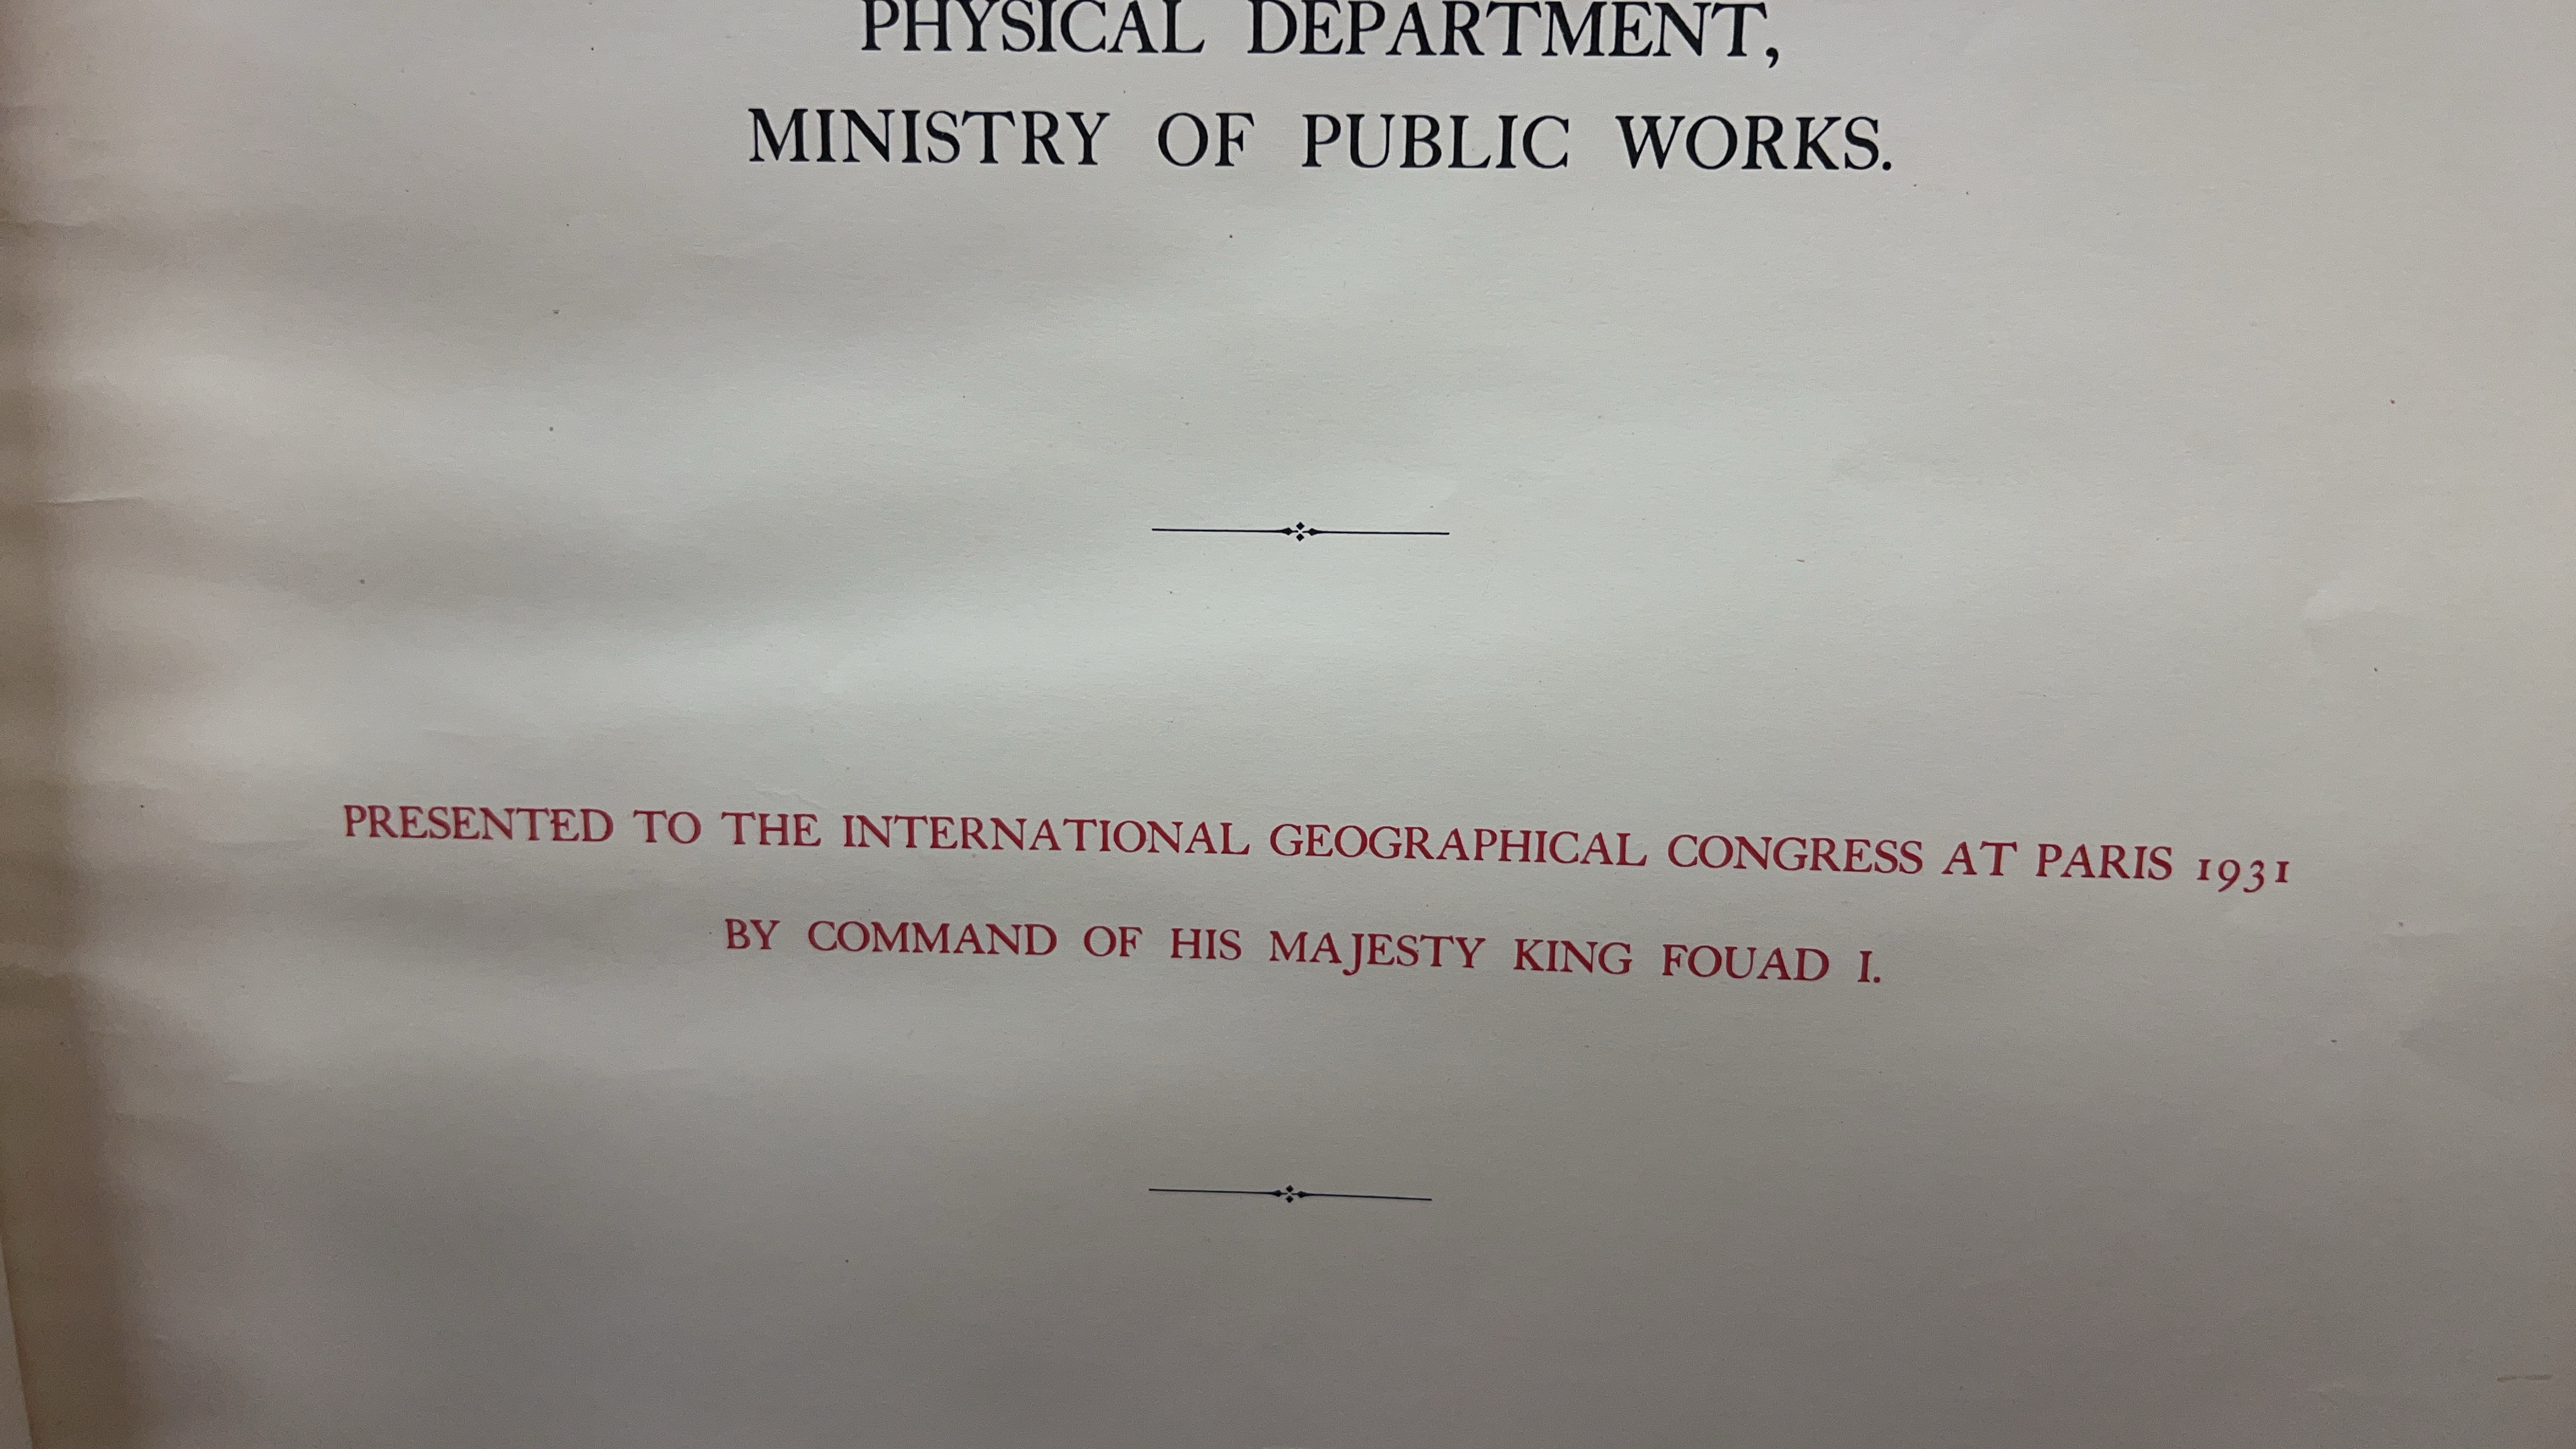 PHYSICAL DEPARTMENT,
MINISTRY OF PUBLIC WORKS.
PRESENTED TO THE INTERNATIONAL GEOGRAPHICAL CONGRESS AT PARIS 1931
BY COMMAND OF HIS MAJESTY KING FOUAD I.